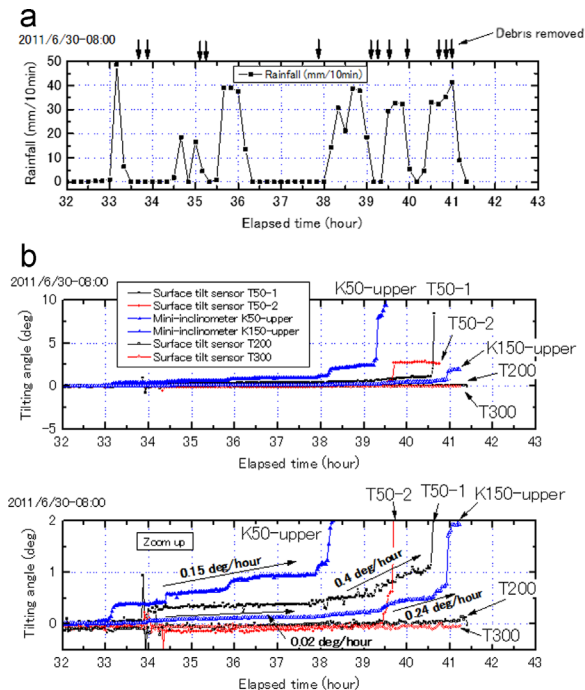 a
2011/6/30-08:00
Debris removed
50
40
30
20
10
0
Rainfall (mm/10min)
Rainfall (mm/10min)
32 33 34 35 36 37 38 39 40 41 42 43
Elapsed time (hour)
b
2011/6/30-08:00
K50-upper T50-1
10
5
0
-5
Tilting angle (deg)
Surface tilt sensor T50-1
Surface tilt sensor T50-2
Mini-inclinometer K50-upper
Mini-inclinometer K150-upper
Surface tilt sensor T200
Surface tilt sensor T300
T50-2
K150-upper
T200
T300
32 33 34 35 36 37 38 39 40 41 42 43
Elapsed time (hour)
2011/6/30-08:00
T50-2 T50-1 K150-upper
2
1
0
Tilting angle (deg)
Zoom up
K50-upper
0.15 deg/hour
0.4 deg/hour
0.24 deg/hour
0.02 deg/hour
T200
T300
32 33 34 35 36 37 38 39 40 41 42 43
Elapsed time (hour)